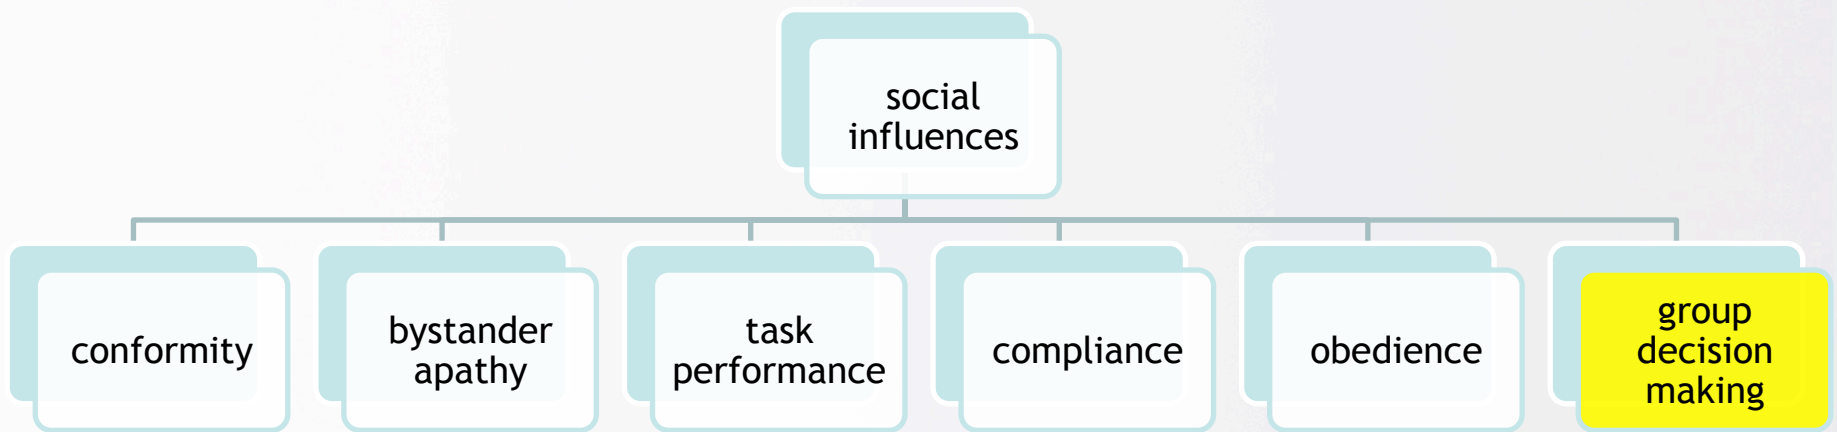 social
influences
conformity
bystander
apathy
task
performance
compliance
obedience
group
decision
making